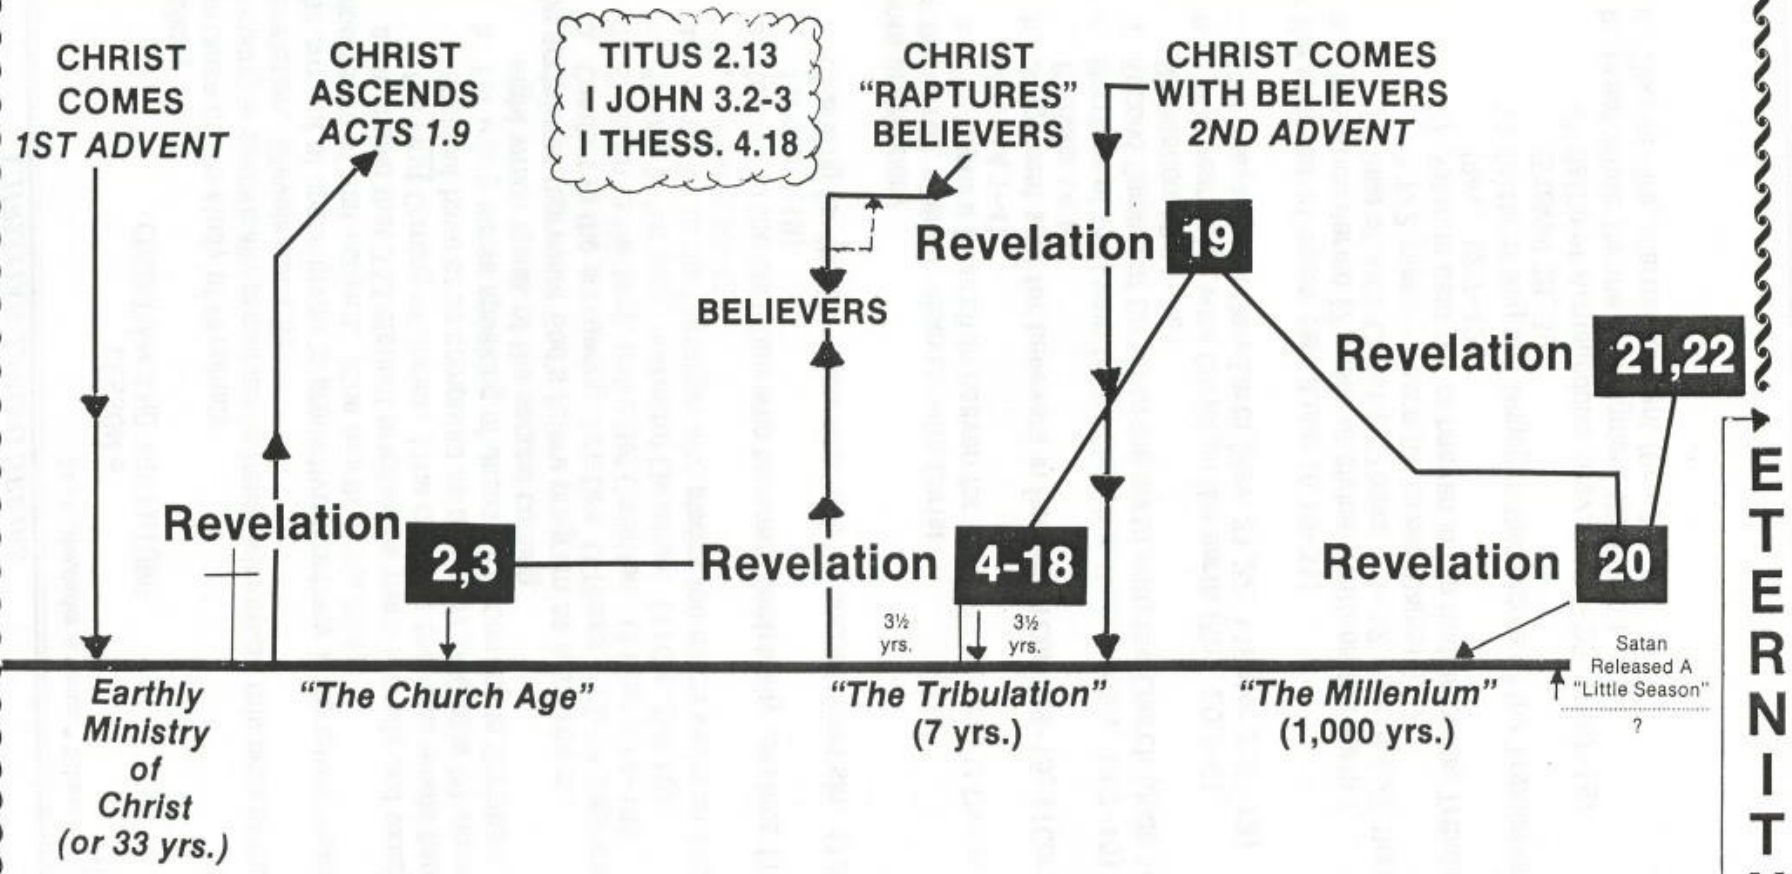 CHRIST
COMES
1ST ADVENT
CHRIST
ASCENDS
ACTS 1.9
TITUS 2.13
I JOHN 3.2-3
I THESS. 4.18
CHRIST
“RAPTURES”
BELIEVERS
CHRIST COMES
WITH BELIEVERS
2ND ADVENT
Revelation 19
BELIEVERS
Revelation 21,22
Revelation 2,3
Revelation 4-18
Revelation 20
3½
yrs.
3½
yrs.
Earthly
Ministry
of
Christ
(or 33 yrs.)
“The Church Age”
“The Tribulation”
(7 yrs.)
“The Millenium”
(1,000 yrs.)
Satan
Released A
“Little Season”
?
E
T
E
R
N
I
T